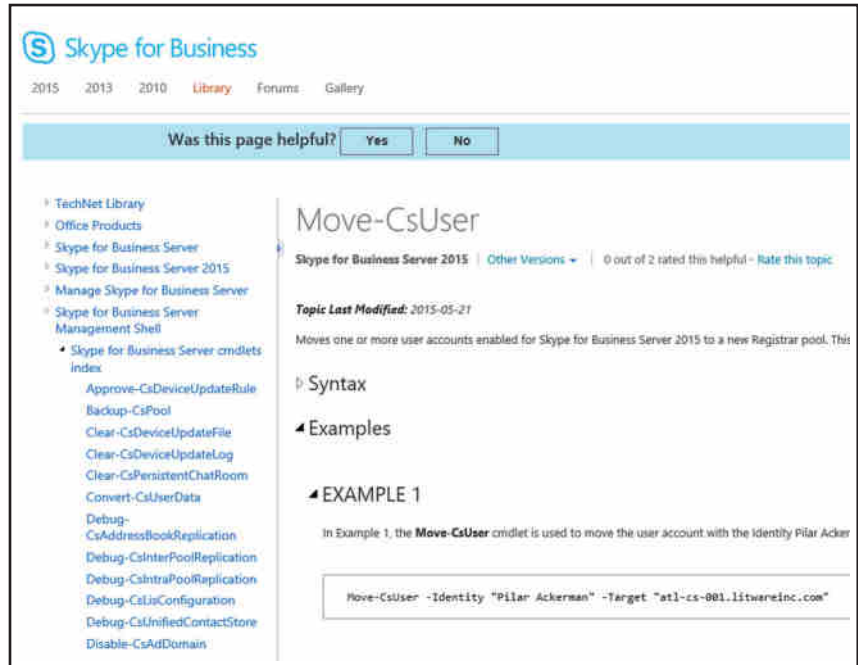 Skype for Business
2015 2013 2010 Library Forums Gallery
Was this page helpful? Yes No
TechNet Library
Office Products
Skype for Business Server
Skype for Business Server 2015
Manage Skype for Business Server
Skype for Business Server
Management Shell
Skype for Business Server cmdlets
index
Approve-CsDeviceUpdateRule
Backup-CsPool
Clear-CsDeviceUpdateFile
Clear-CsDeviceUpdateLog
Clear-CsPersistentChatRoom
Convert-CsUserData
Debug-
CsAddressBookReplication
Debug-CsInterPoolReplication
Debug-CsIntraPoolReplication
Debug-CsLisConfiguration
Debug-CsUnifiedContactStore
Disable-CsAdDomain
Move-CsUser
Skype for Business Server 2015 | Other Versions | 0 out of 2 rated this helpful - Rate this topic
Topic Last Modified: 2015-05-21
Moves one or more user accounts enabled for Skype for Business Server 2015 to a new Registrar pool. This
Syntax
Examples
EXAMPLE 1
In Example 1, the Move-CsUser cmdlet is used to move the user account with the Identity Pilar Acker
Move-CsUser -Identity "Pilar Ackerman" -Target "atl-cs-001.litwareinc.com"